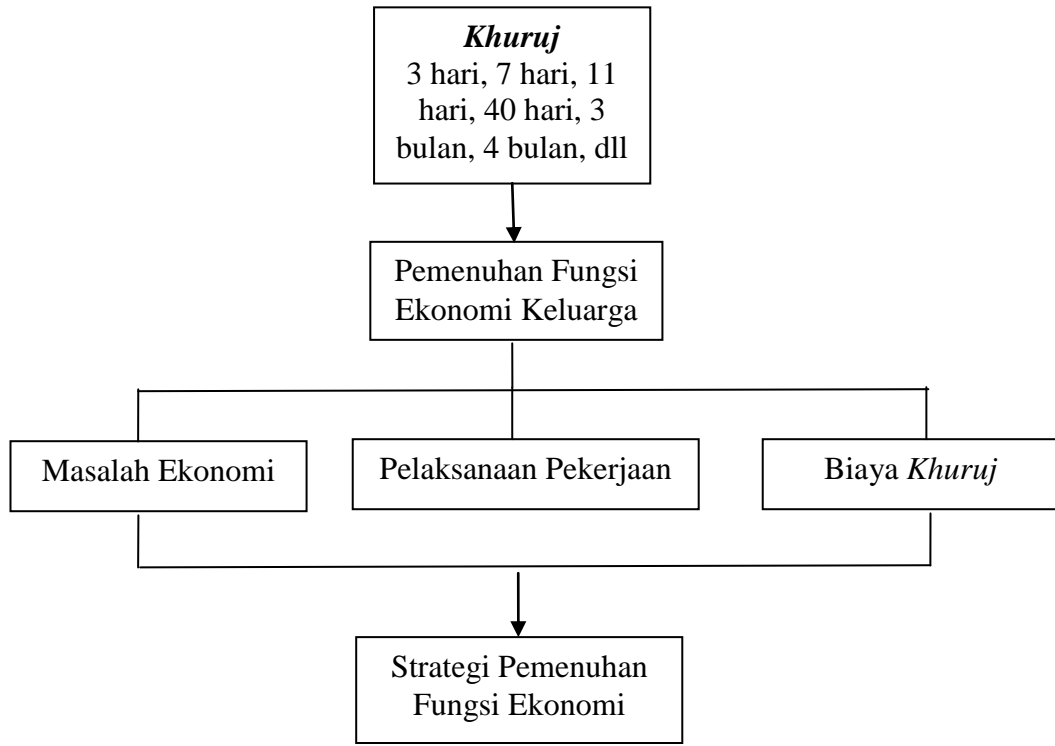 Khuruj
3 hari, 7 hari, 11
hari, 40 hari, 3
bulan, 4 bulan, dll
Pemenuhan Fungsi
Ekonomi Keluarga
Masalah Ekonomi
Pelaksanaan Pekerjaan
Biaya Khuruj
Strategi Pemenuhan
Fungsi Ekonomi